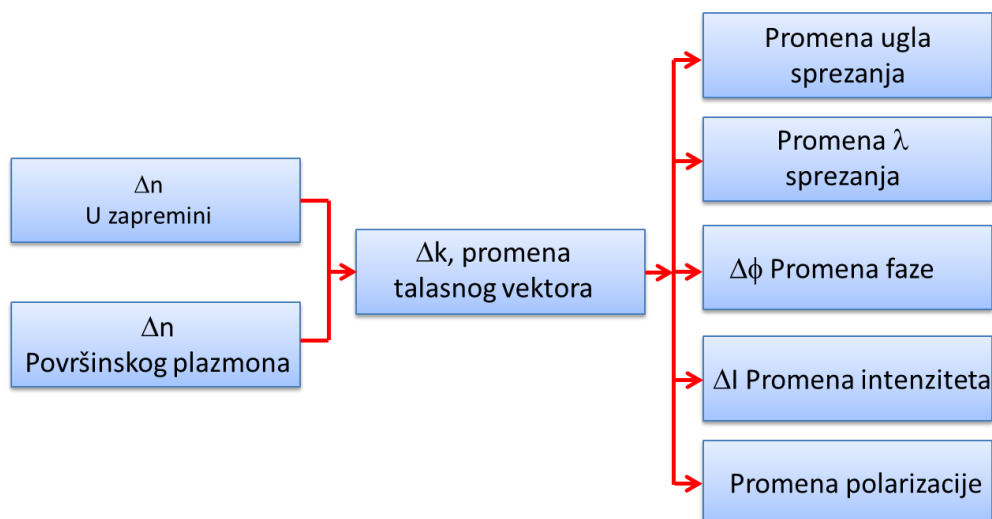 Δn
U zapremini
Δn
Površinskog plazmona
Δk, promena
talasnog vektora
Promena ugla
sprezanja
Promena λ
sprezanja
Δϕ Promena faze
ΔI Promena intenziteta
Promena polarizacije